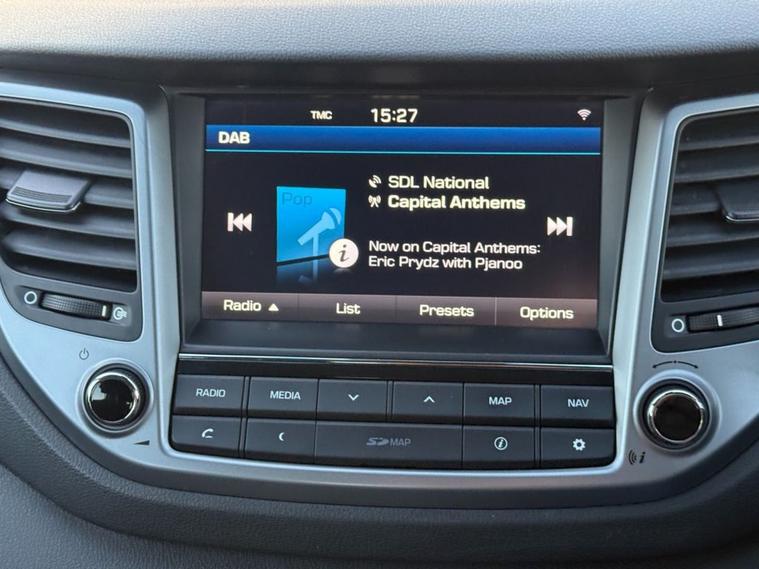 TMC 15:27
DAB
Pop
SDL National
Capital Anthems
Now on Capital Anthems:
Eric Prydz with Pjanoo
Radio List Presets Options
RADIO MEDIA MAP NAV
SD MAP